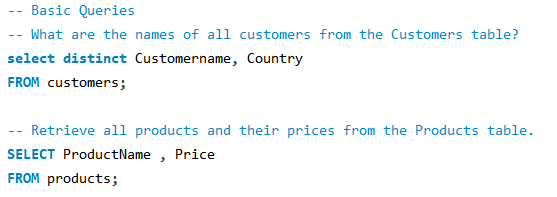 -- Basic Queries
-- What are the names of all customers from the Customers table?
select distinct Customername, Country
FROM customers;
-- Retrieve all products and their prices from the Products table.
SELECT ProductName , Price
FROM products;